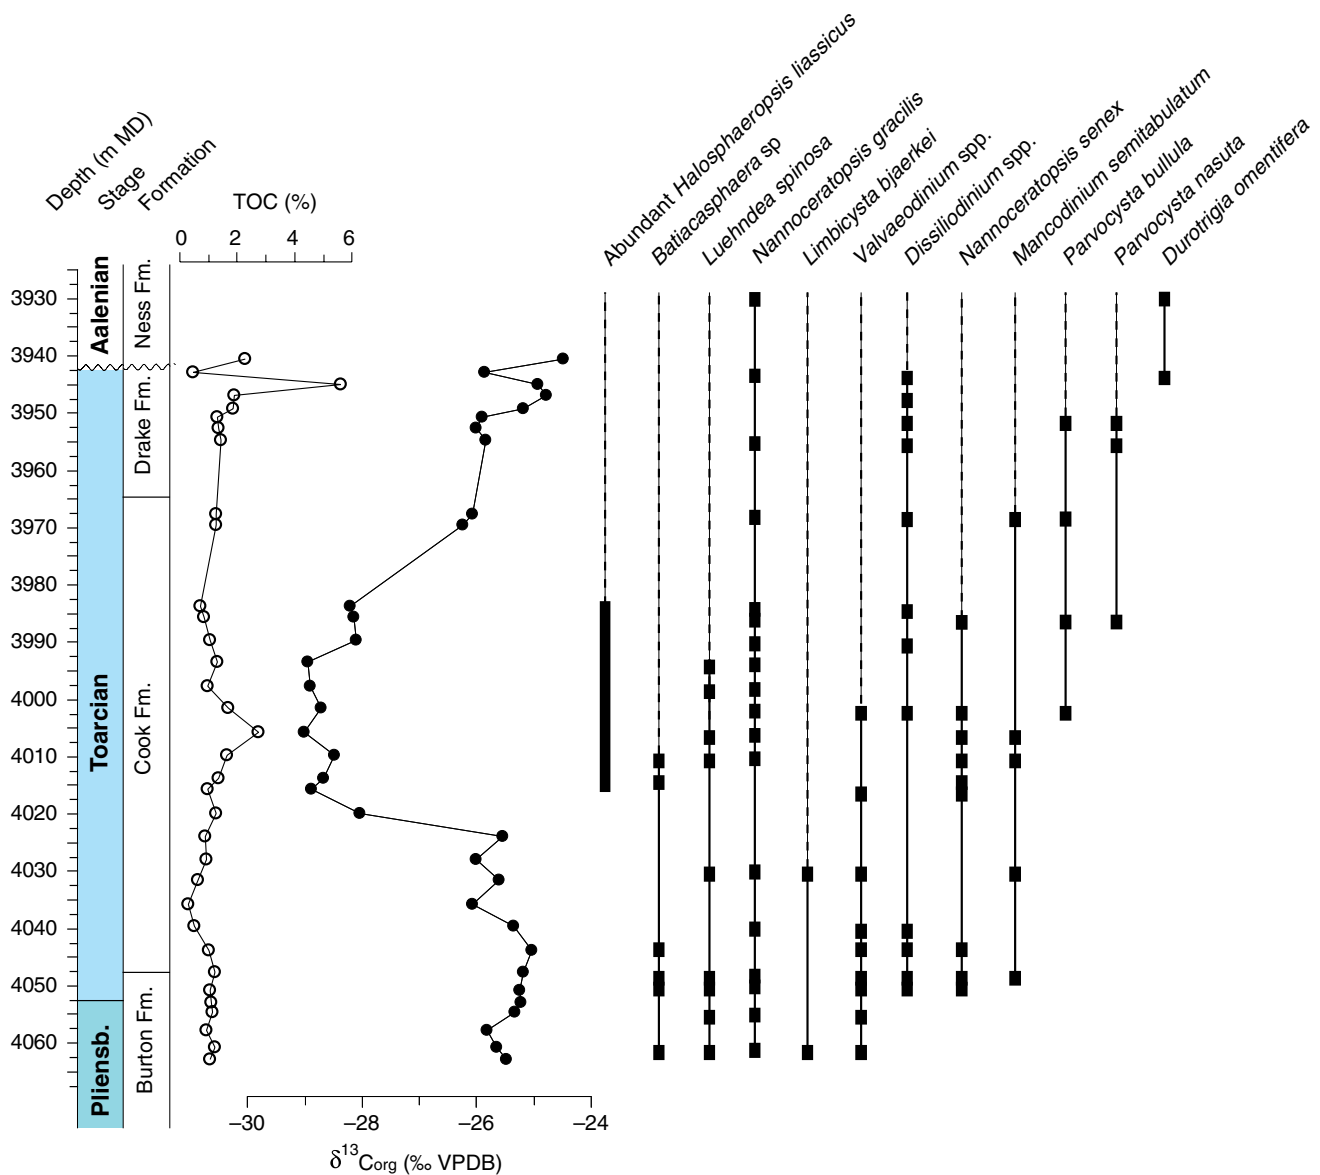 Depth (m MD)
Stage
Formation
TOC (%)
0 2 4 6
Abundant Halosphaeropsis liassicus
Batiacasphaera sp
Luehndea spinosa
Nannoceratopsis gracilis
Limbicysta bjaerkei
Valvaeodinium spp.
Dissiliodinium spp.
Nannoceratopsis senex
Mancodinium semitabulatum
Parvocysta bullula
Parvocysta nasuta
Durotrigia omentifera
3930
3940
3950
3960
3970
3980
3990
4000
4010
4020
4030
4040
4050
4060
Aalenian
Toarcian
Pliensb.
Ness Fm.
Drake Fm.
Cook Fm.
Burton Fm.
–30 –28 –26 –24
δ13Corg (‰ VPDB)